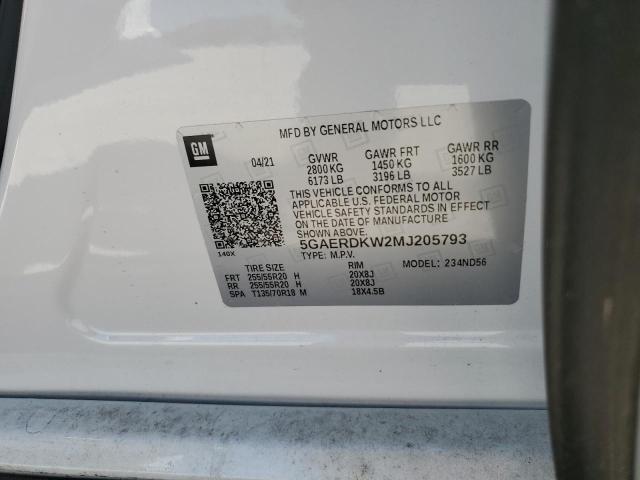 GM
MFD BY GENERAL MOTORS LLC
04/21 GVWR GAWR FRT GAWR RR
2800 KG 1450 KG 1600 KG
6173 LB 3196 LB 3527 LB
THIS VEHICLE CONFORMS TO ALL
APPLICABLE U.S. FEDERAL MOTOR
VEHICLE SAFETY STANDARDS IN EFFECT
ON THE DATE OF MANUFACTURE
SHOWN ABOVE.
5GAERDKW2MJ205793
140X TYPE: M.P.V.
TIRE SIZE RIM 234ND56
FRT 255/55R20 H 20X8J
RR 255/55R20 H 20X8J
SPA T135/70R18 M 18X4.5B